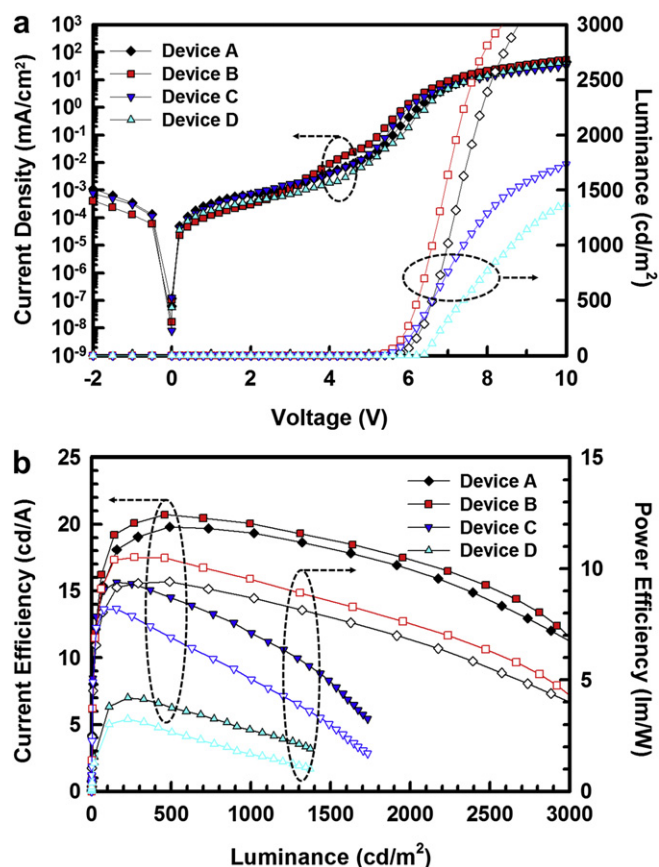 a
Current Density (mA/cm²)
10³
10²
10¹
10⁰
10⁻¹
10⁻²
10⁻³
10⁻⁴
10⁻⁵
10⁻⁶
10⁻⁷
10⁻⁸
10⁻⁹
Device A
Device B
Device C
Device D
3000
2500
2000
1500
1000
500
0
Luminance (cd/m²)
-2 0 2 4 6 8 10
Voltage (V)
b
Current Efficiency (cd/A)
25
20
15
10
5
0
Device A
Device B
Device C
Device D
15
10
5
0
Power Efficiency (lm/W)
0 500 1000 1500 2000 2500 3000
Luminance (cd/m²)